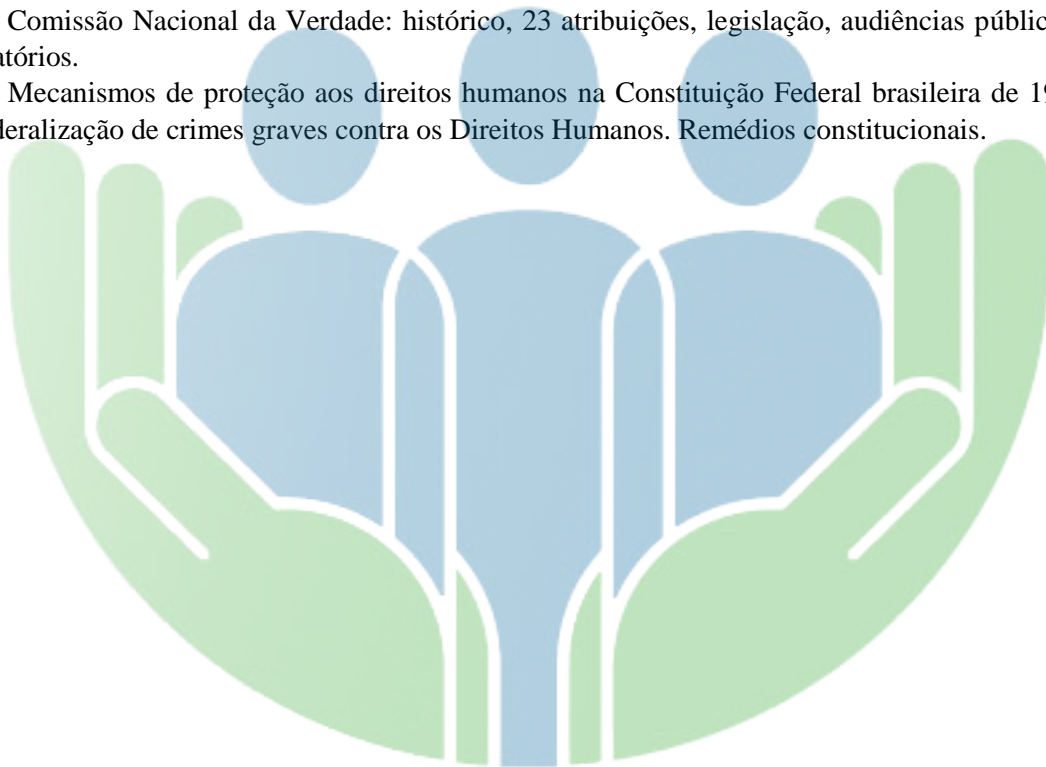 Comissão Nacional da Verdade: histórico, 23 atribuições, legislação, audiências públic
atórios.
Mecanismos de proteção aos direitos humanos na Constituição Federal brasileira de 19
deralização de crimes graves contra os Direitos Humanos. Remédios constitucionais.